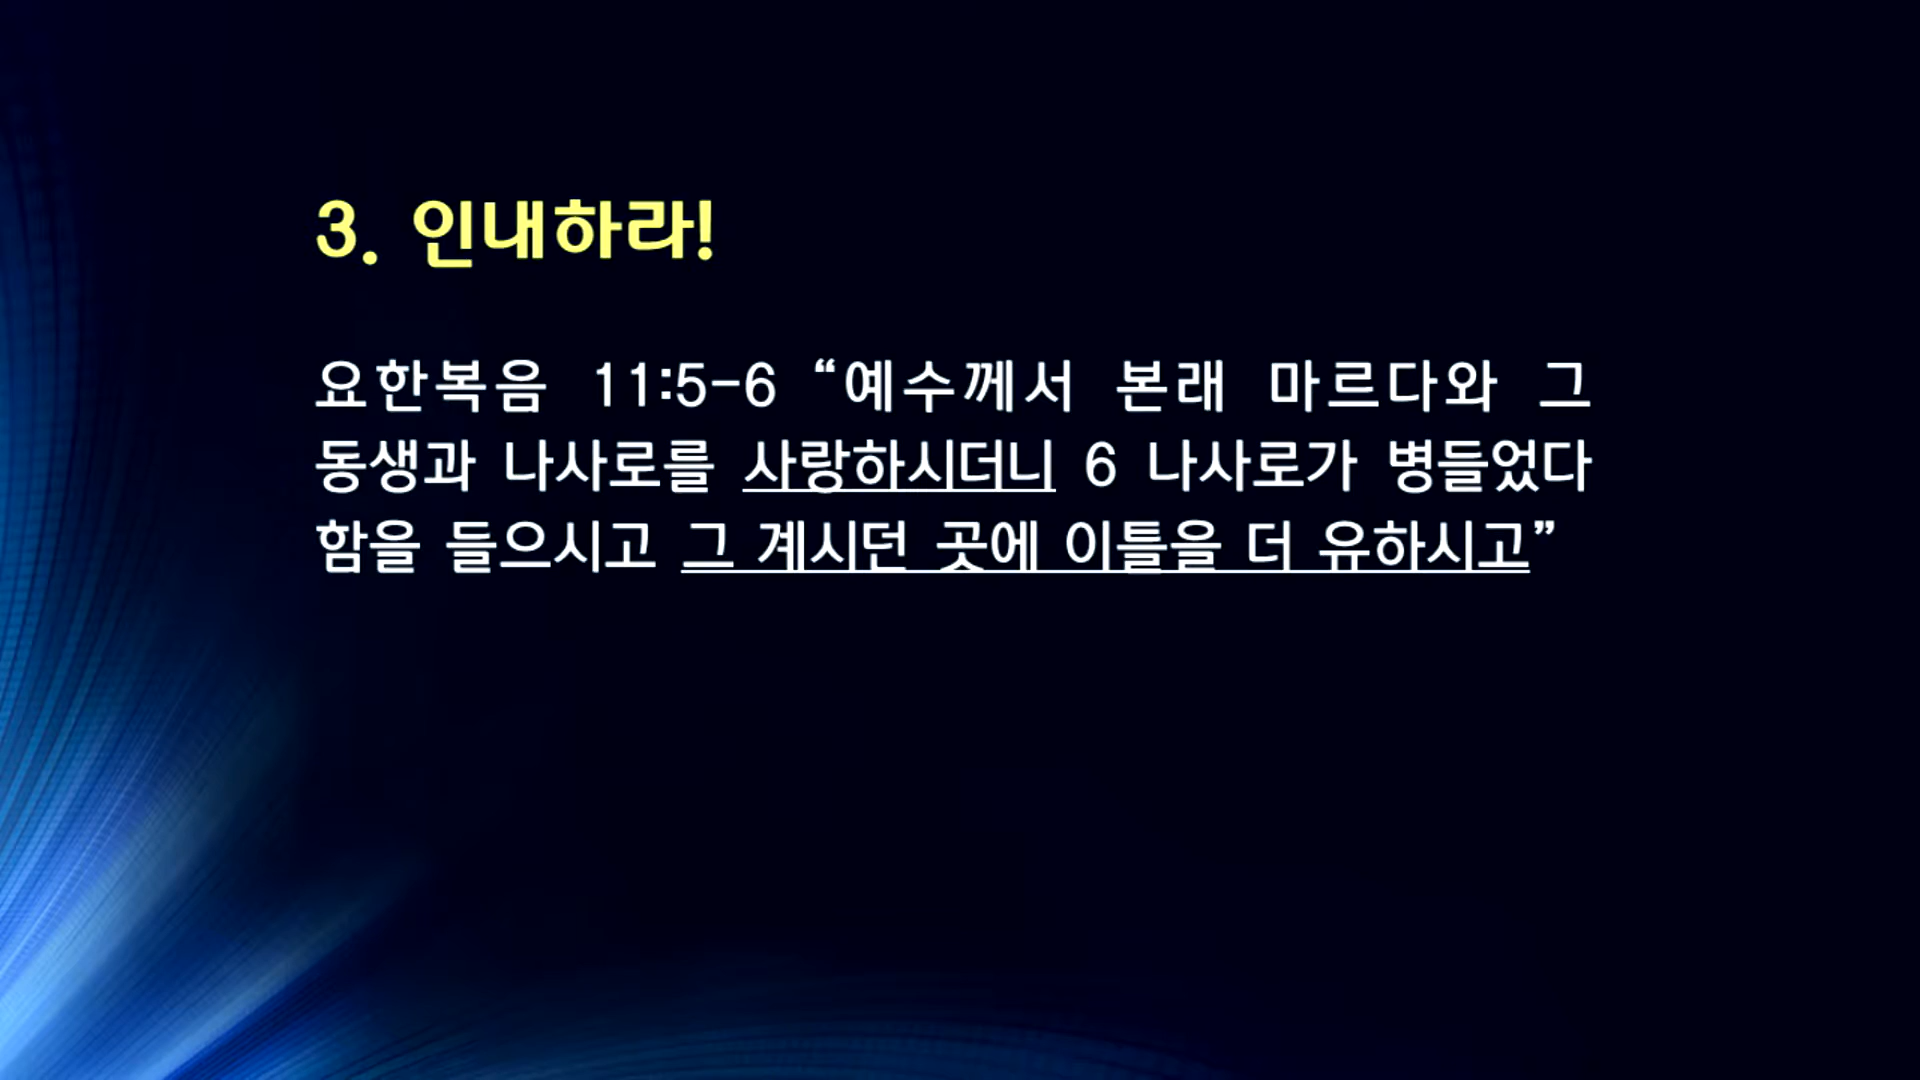 3. 인내하라!
요한복음 11:5-6 “예수께서 본래 마르다와 그
동생과 나사로를 사랑하시더니 6 나사로가 병들었다
함을 들으시고 그 계시던 곳에 이틀을 더 유하시고”